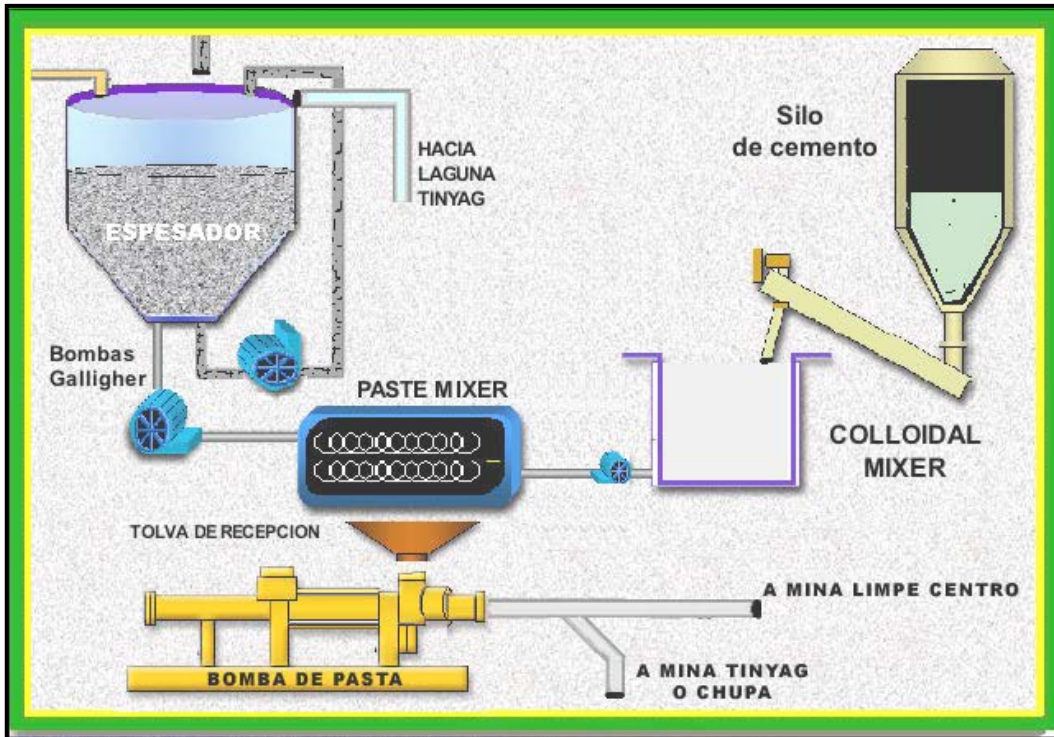 HACIA
LAGUNA
TINYAG
Silo
de cemento
ESPESADOR
Bombas
Galligher
PASTE MIXER
COLLOIDAL
MIXER
TOLVA DE RECEPCION
A MINA LIMPE CENTRO
A MINA TINYAG
O CHUPA
BOMBA DE PASTA